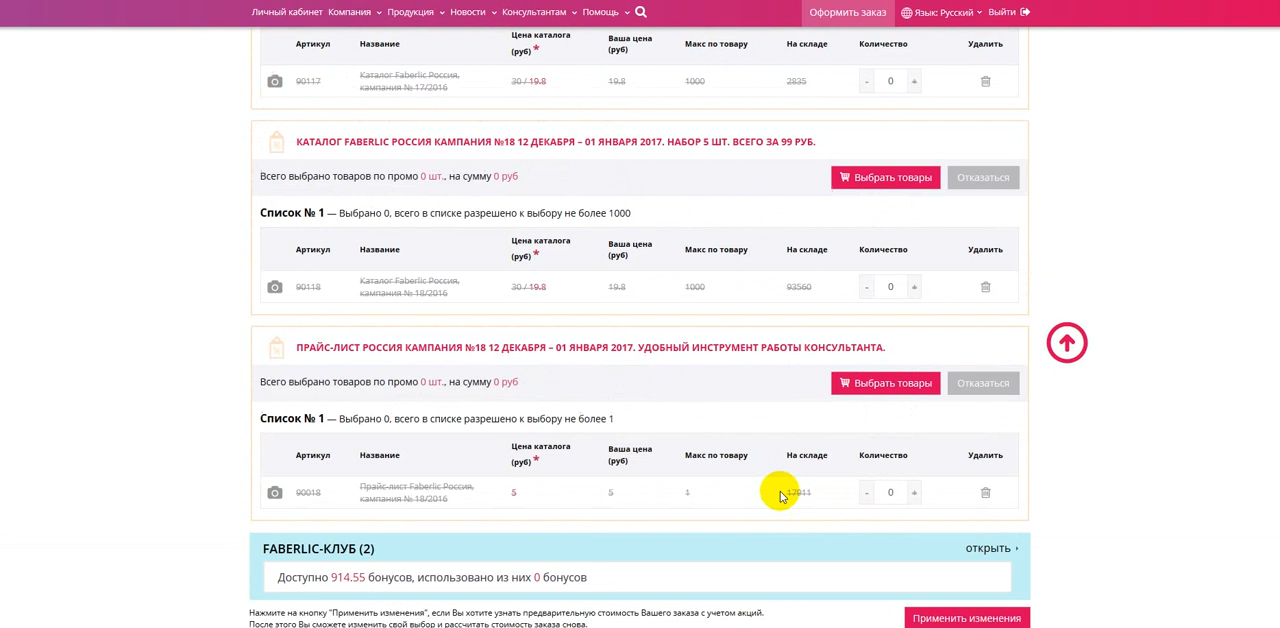 Личный кабинет Компания Продукция Новости Консультантам Помощь Оформить заказ Язык: Русский Выйти
Артикул Название Цена каталога (руб) * Ваша цена (руб) Макс по товару На складе Количество Удалить
90117 Каталог Faberlic Россия, кампания № 17/2016 30 / 19.8 19.8 1000 2835 - 0 +
КАТАЛОГ FABERLIC РОССИЯ КАМПАНИЯ №18 12 ДЕКАБРЯ – 01 ЯНВАРЯ 2017. НАБОР 5 ШТ. ВСЕГО ЗА 99 РУБ.
Всего выбрано товаров по промо 0 шт., на сумму 0 руб Выбрать товары Отказаться
Список № 1 — Выбрано 0, всего в списке разрешено к выбору не более 1000
Артикул Название Цена каталога (руб) * Ваша цена (руб) Макс по товару На складе Количество Удалить
90118 Каталог Faberlic Россия, кампания № 18/2016 30 / 19.8 19.8 1000 93560 - 0 +
ПРАЙС-ЛИСТ РОССИЯ КАМПАНИЯ №18 12 ДЕКАБРЯ – 01 ЯНВАРЯ 2017. УДОБНЫЙ ИНСТРУМЕНТ РАБОТЫ КОНСУЛЬТАНТА.
Всего выбрано товаров по промо 0 шт., на сумму 0 руб Выбрать товары Отказаться
Список № 1 — Выбрано 0, всего в списке разрешено к выбору не более 1
Артикул Название Цена каталога (руб) * Ваша цена (руб) Макс по товару На складе Количество Удалить
90018 Прайс-лист Faberlic Россия, кампания № 18/2016 5 5 1 17911 - 0 +
FABERLIC-КЛУБ (2) открыть
Доступно 914.55 бонусов, использовано из них 0 бонусов
Нажмите на кнопку "Применить изменения", если Вы хотите узнать предварительную стоимость Вашего заказа с учетом акций.
После этого Вы сможете изменить свой выбор и рассчитать стоимость заказа снова.
Применить изменения